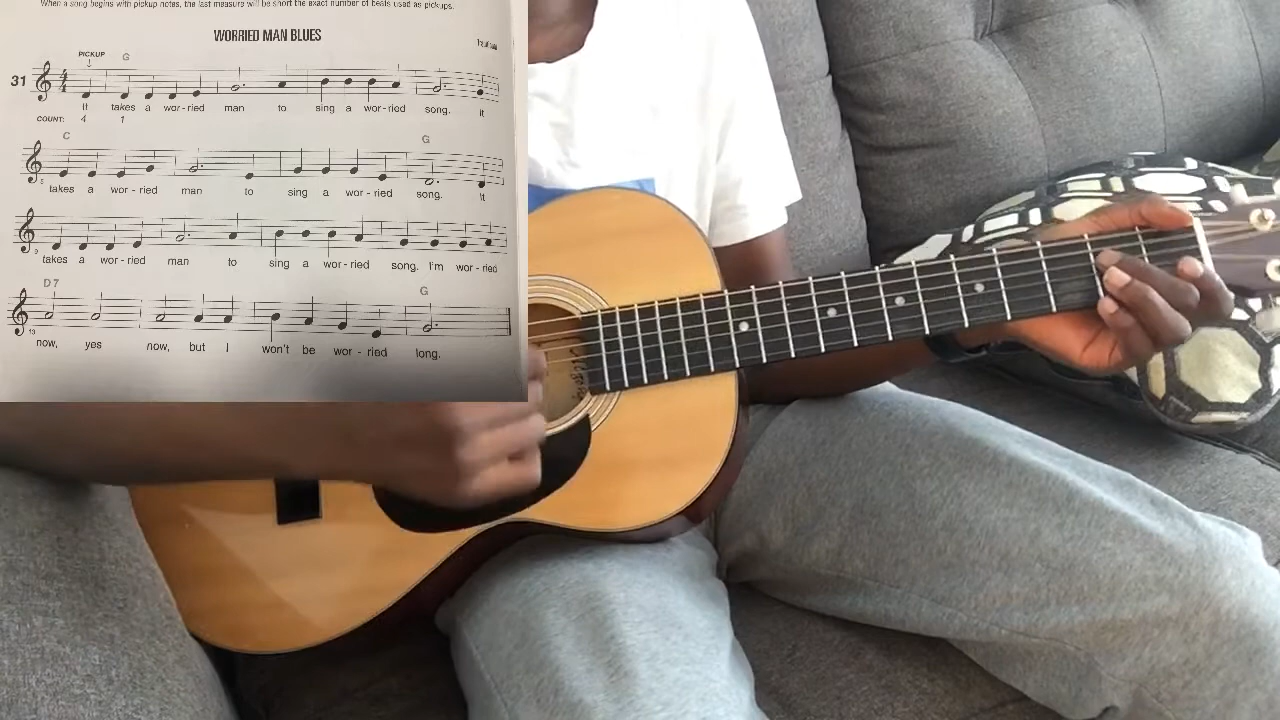 When a song begins with pickup notes, the last measure will be short the exact number of beats used as pickups.
WORRIED MAN BLUES
PICKUP G
31
It takes a wor - ried man to sing a wor - ried song. It
COUNT: 4 1
C G
5
takes a wor - ried man to sing a wor - ried song. It
9
takes a wor - ried man to sing a wor - ried song. I'm wor - ried
D7 G
13
now, yes now, but I won't be wor - ried long.